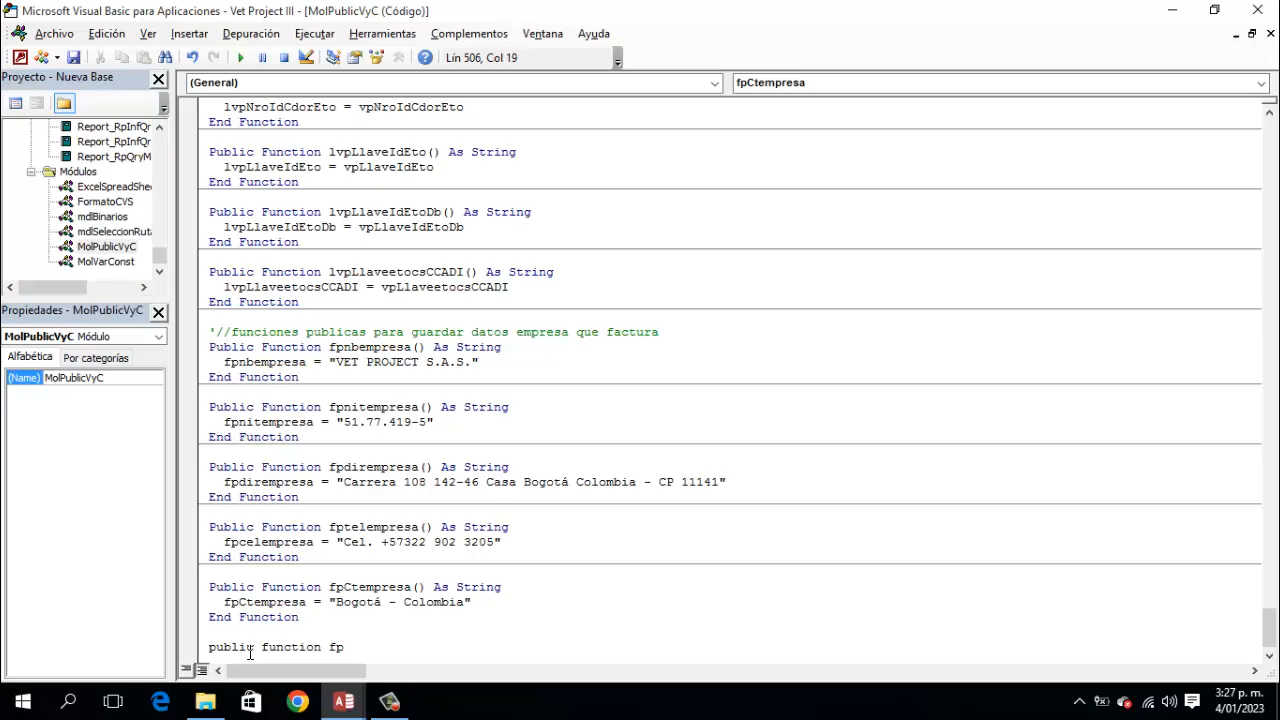 Microsoft Visual Basic para Aplicaciones - Vet Project III - [MolPublicVyC (Código)]
Archivo Edición Ver Insertar Depuración Ejecutar Herramientas Complementos Ventana Ayuda
Lín 506, Col 19
Proyecto - Nueva Base
Report_RpInfQr
Report_RpInfQr
Report_RpQryM
Módulos
ExcelSpreadShe
FormatoCVS
mdlBinarios
mdlSeleccionRuta
MolPublicVyC
MolVarConst
Propiedades - MolPublicVyC
MolPublicVyC Módulo
Alfabética Por categorías
(Name) MolPublicVyC
(General) fpCtempresa
lvpNroIdCdorEto = vpNroIdCdorEto
End Function
Public Function lvpLlaveIdEto() As String
lvpLlaveIdEto = vpLlaveIdEto
End Function
Public Function lvpLlaveIdEtoDb() As String
lvpLlaveIdEtoDb = vpLlaveIdEtoDb
End Function
Public Function lvpLlaveetocsCCADI() As String
lvpLlaveetocsCCADI = vpLlaveetocsCCADI
End Function
'//funciones publicas para guardar datos empresa que factura
Public Function fpnbempresa() As String
fpnbempresa = "VET PROJECT S.A.S."
End Function
Public Function fpnitempresa() As String
fpnitempresa = "51.77.419-5"
End Function
Public Function fpdirempresa() As String
fpdirempresa = "Carrera 108 142-46 Casa Bogotá Colombia - CP 11141"
End Function
Public Function fptelempresa() As String
fpcelempresa = "Cel. +57322 902 3205"
End Function
Public Function fpCtempresa() As String
fpCtempresa = "Bogotá - Colombia"
End Function
public function fp
3:27 p. m.
4/01/2023